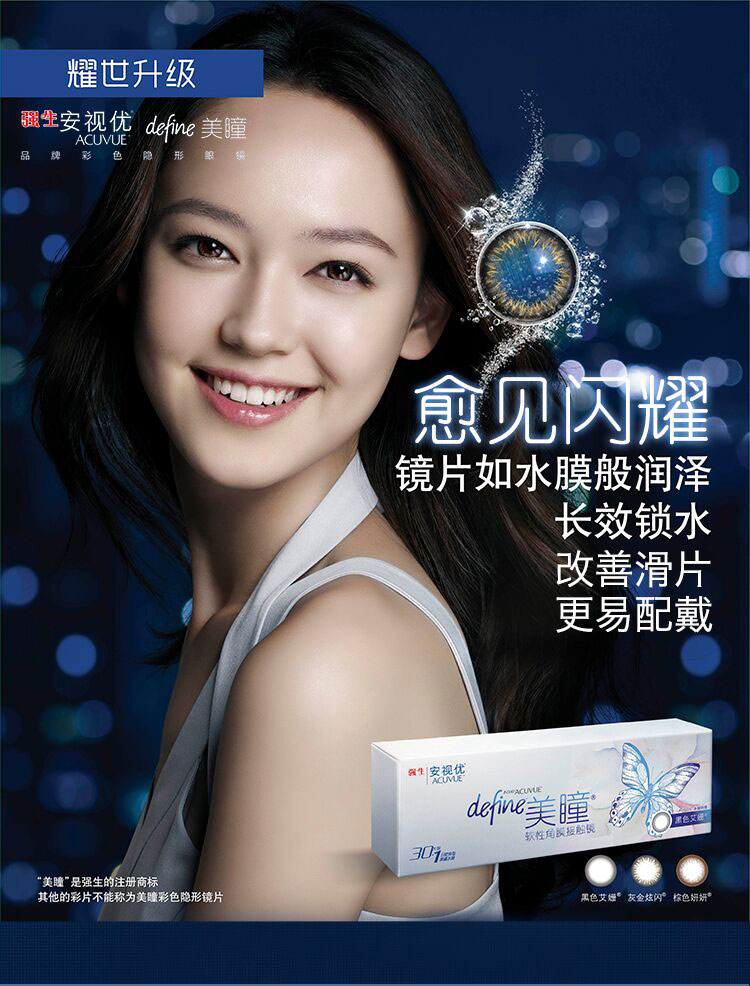 耀世升级
强生 安视优 define 美瞳
ACUVUE
品牌彩色隐形眼镜
愈见闪耀
镜片如水膜般润泽
长效锁水
改善滑片
更易配戴
强生 安视优
ACUVUE
ACUVUE
define 美瞳®
软性角膜接触镜
30
黑色艾姗®
“美瞳”是强生的注册商标
其他的彩片不能称为美瞳彩色隐形镜片
黑色艾姗® 灰金炫闪® 棕色妍妍®